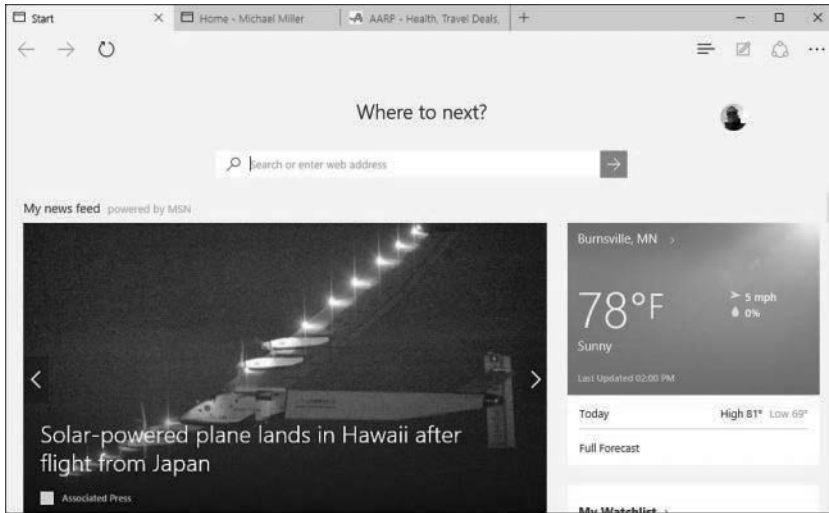 Start
Home - Michael Miller
AARP - Health, Travel Deals,
Where to next?
Search or enter web address
My news feed powered by MSN
Burnsville, MN
78°F
5 mph
0%
Sunny
Last Updated 02:00 PM
Today High 81° Low 69°
Full Forecast
Solar-powered plane lands in Hawaii after
flight from Japan
Associated Press
My Watchlist